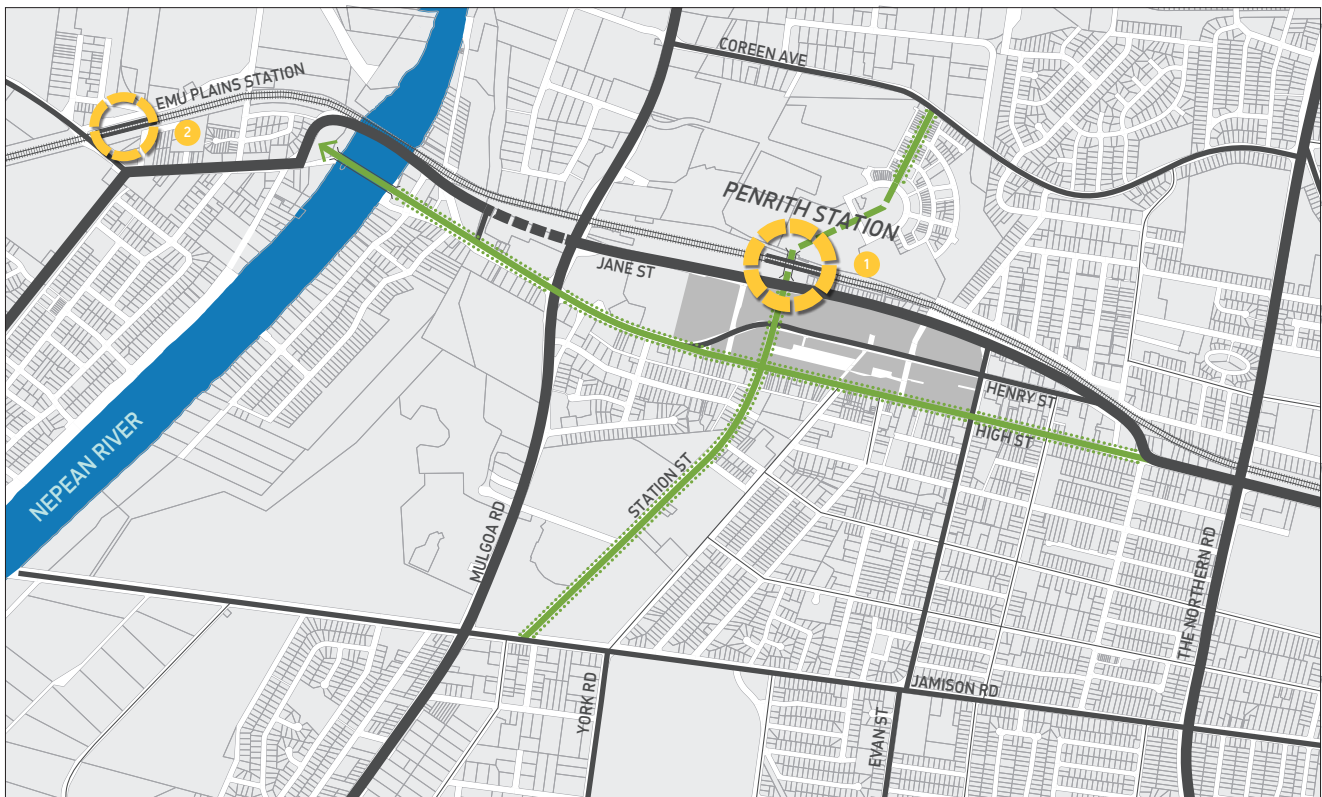 COREEN AVE
EMU PLAINS STATION
2
PENRITH STATION
1
JANE ST
HENRY ST
HIGH ST
NEPEAN RIVER
STATION ST
MULGOA RD
THE NORTHERN RD
JAMISON RD
YORK RD
EVAN ST